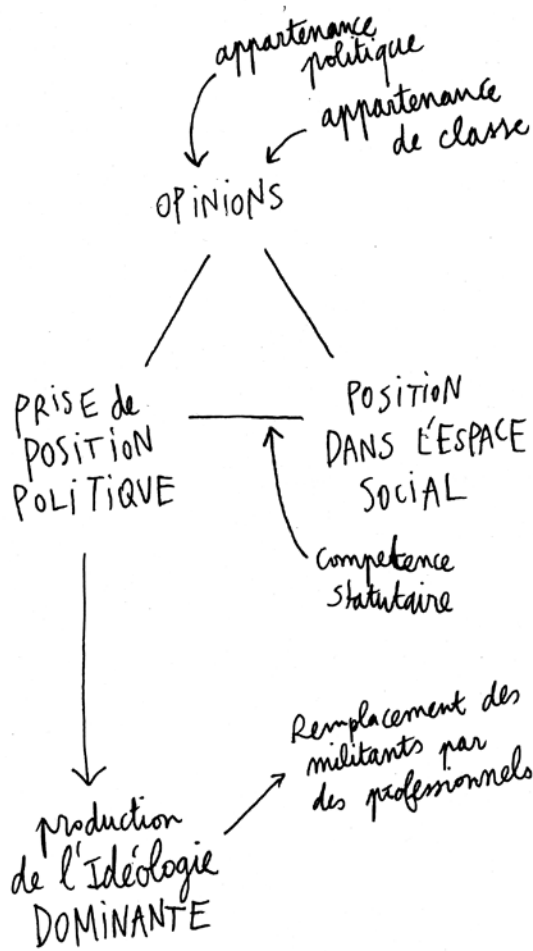 appartenance
politique
appartenance
de classe
OPINIONS
PRISE de
POSITION
POLITIQUE
POSITION
DANS L'ESPACE
SOCIAL
compétence
statutaire
Remplacement des
militants par
des professionnels
production
de l'Idéologie
DOMINANTE